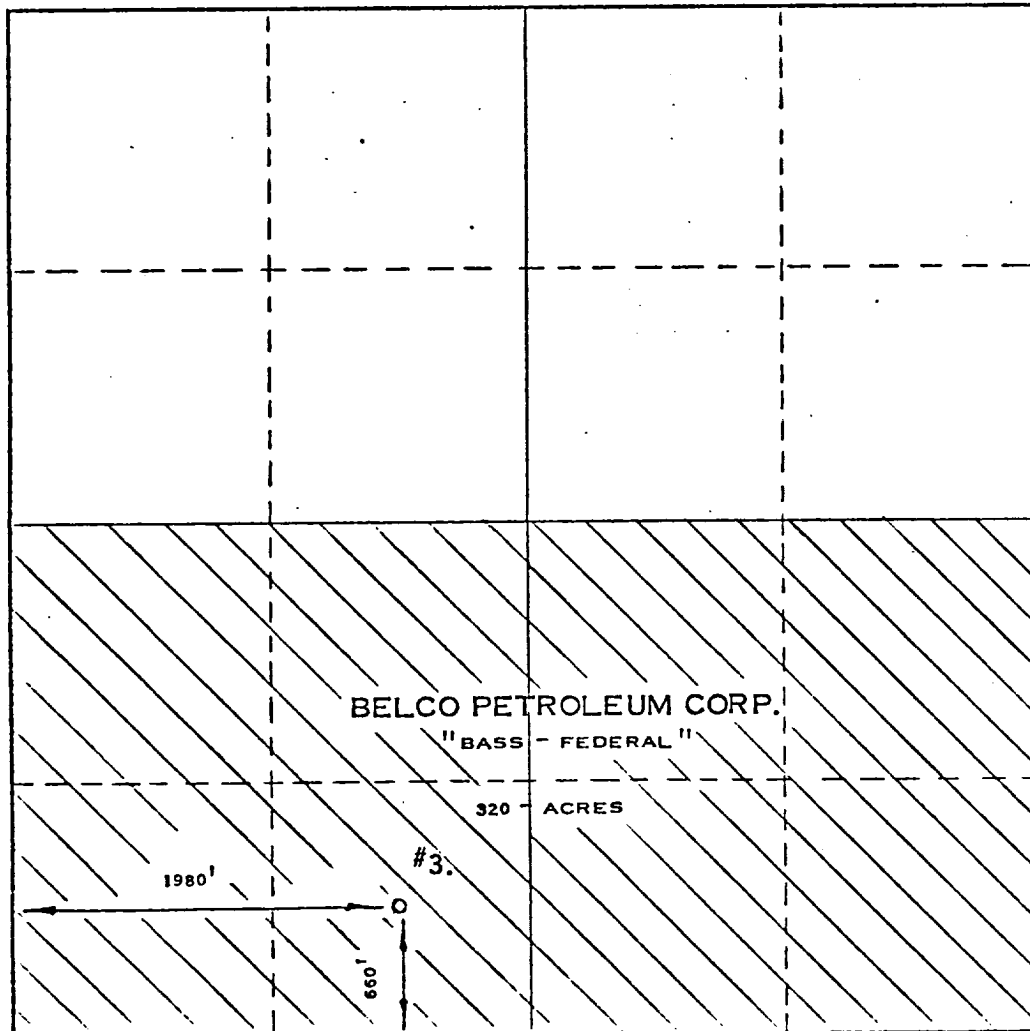 BELCO PETROLEUM CORP.
"BASS - FEDERAL"
320 - ACRES
#3.
1980'
660'